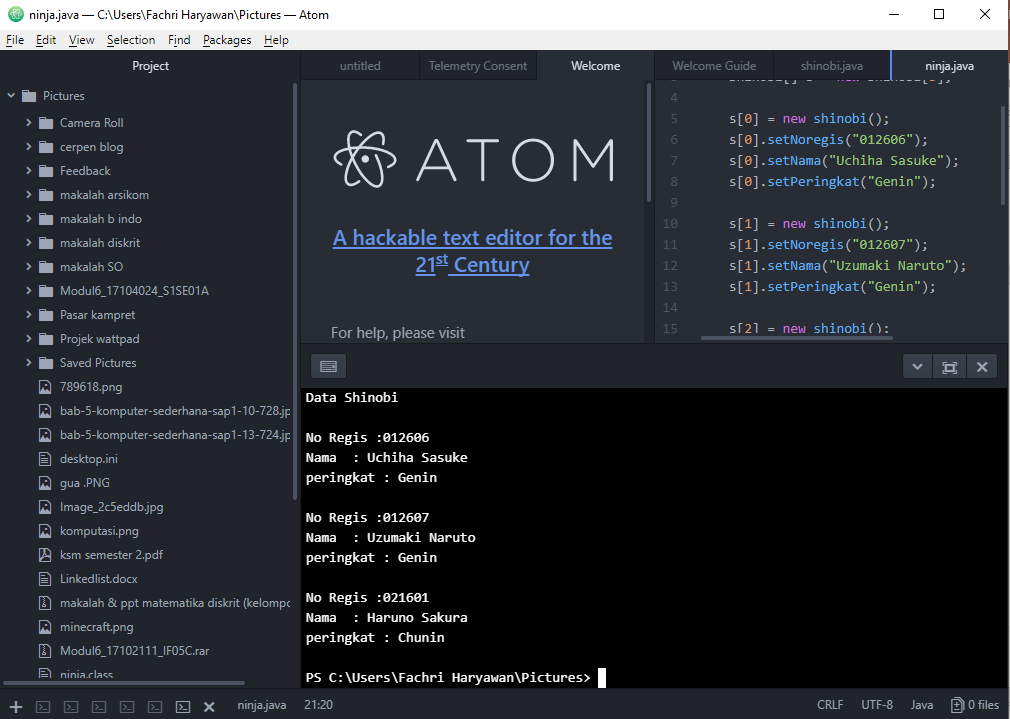 ninja.java — C:\Users\Fachri Haryawan\Pictures — Atom
File Edit View Selection Find Packages Help
Project
Pictures
Camera Roll
cerpen blog
Feedback
makalah arsikom
makalah b indo
makalah diskrit
makalah SO
Modul6_17104024_S1SE01A
Pasar kampret
Projek wattpad
Saved Pictures
789618.png
bab-5-komputer-sederhana-sap1-10-728.jp
bab-5-komputer-sederhana-sap1-13-724.jp
desktop.ini
gua .PNG
Image_2c5eddb.jpg
komputasi.png
ksm semester 2.pdf
Linkedlist.docx
makalah & ppt matematika diskrit (kelompo
minecraft.png
Modul6_17102111_IF05C.rar
ninja.class
untitled Telemetry Consent Welcome
ATOM
A hackable text editor for the
21st Century
For help, please visit
Welcome Guide shinobi.java ninja.java
4
5 s[0] = new shinobi();
6 s[0].setNoregis("012606");
7 s[0].setNama("Uchiha Sasuke");
8 s[0].setPeringkat("Genin");
9
10 s[1] = new shinobi();
11 s[1].setNoregis("012607");
12 s[1].setNama("Uzumaki Naruto");
13 s[1].setPeringkat("Genin");
14
15 s[2] = new shinobi();
Data Shinobi
No Regis :012606
Nama  : Uchiha Sasuke
peringkat : Genin
No Regis :012607
Nama  : Uzumaki Naruto
peringkat : Genin
No Regis :021601
Nama  : Haruno Sakura
peringkat : Chunin
PS C:\Users\Fachri Haryawan\Pictures>
ninja.java 21:20 CRLF UTF-8 Java 0 files